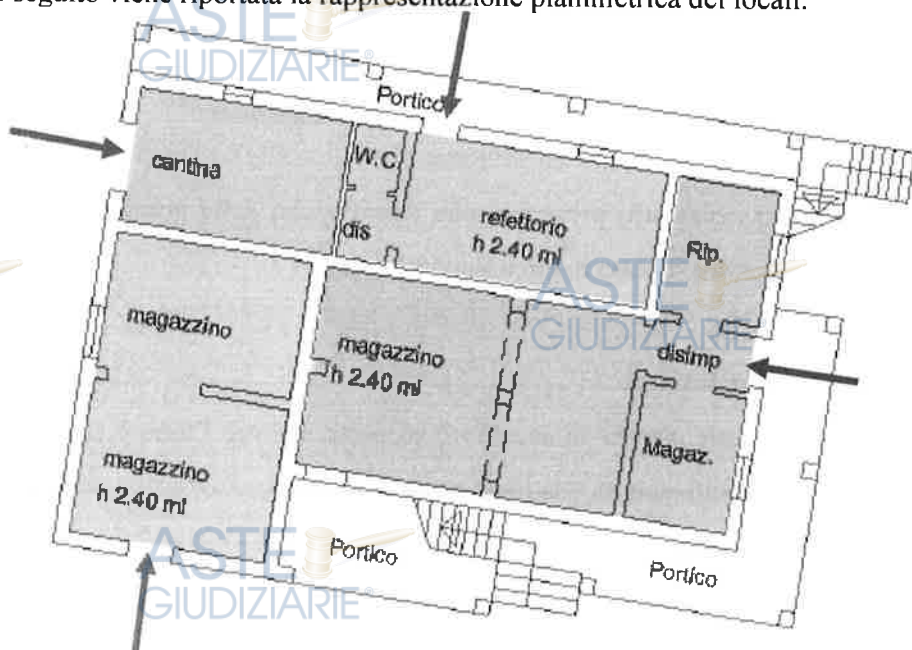 seguito viene riportata la rappresentazione planimetrica dei locali.
ASTE
GIUDIZIARIE®
Portico
cantina
W.C.
dis
refettorio
h 2.40 ml
Rip.
ASTE
GIUDIZIARIE
magazzino
magazzino
h 2.40 ml
disimp
Magaz.
magazzino
h 2.40 ml
ASTE
GIUDIZIARIE®
Portico
Portico